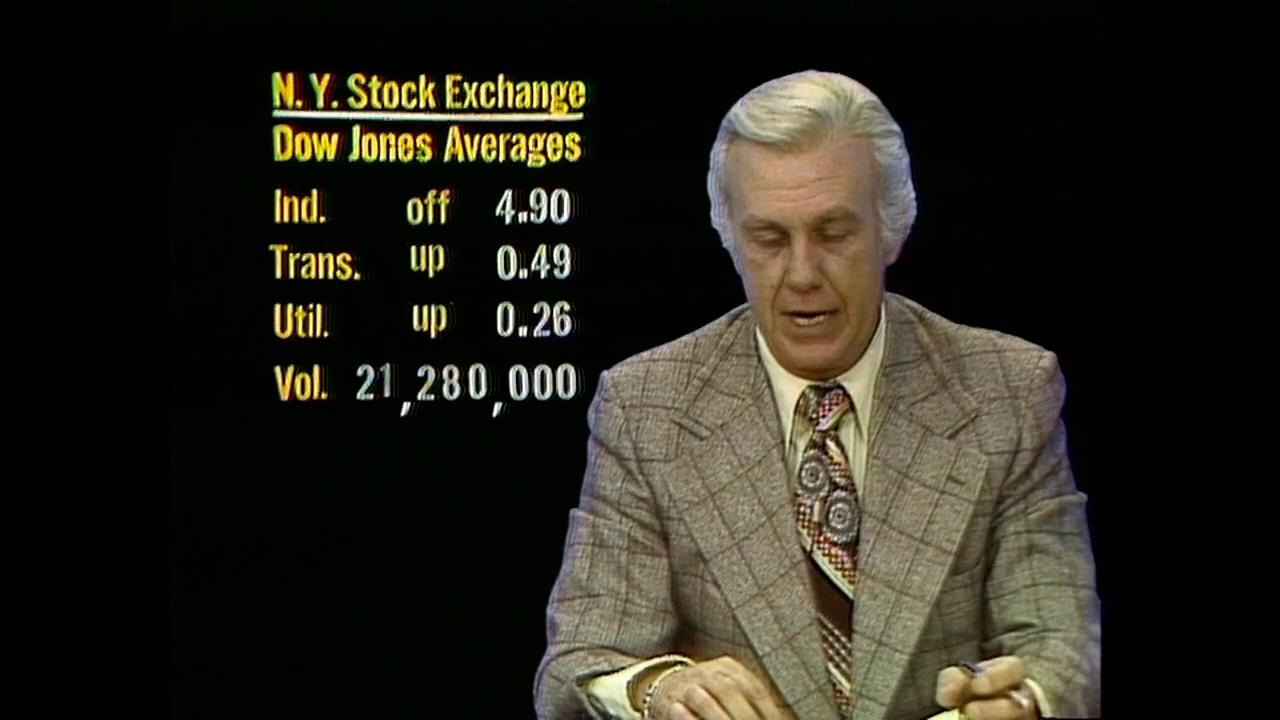 N. Y. Stock Exchange
Dow Jones Averages
Ind. off 4.90
Trans. up 0.49
Util. up 0.26
Vol. 21,280,000